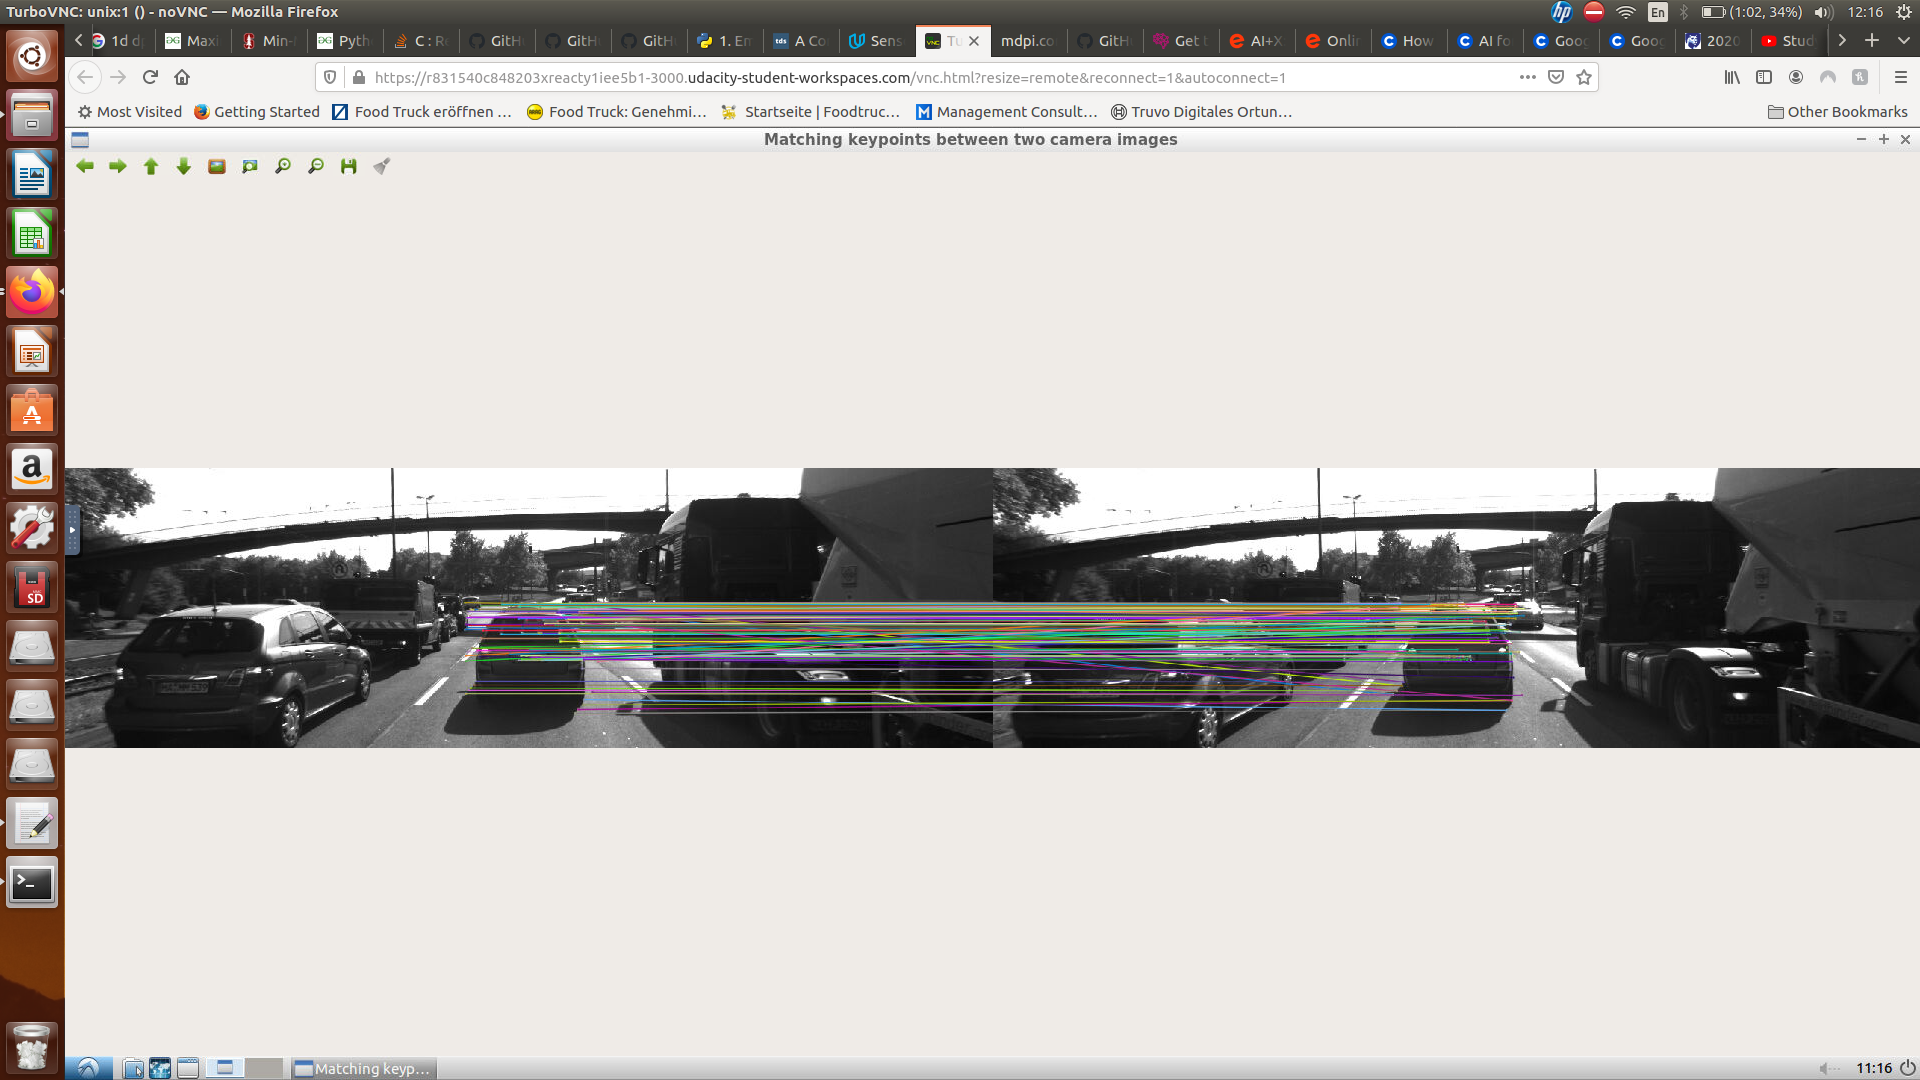 TurboVNC: unix:1 () - noVNC — Mozilla Firefox
En (1:02, 34%) 12:16
1d d Maxi Min- Pyth C : R GitH GitH GitH 1. Em A Co Sens Tu mdpi.co GitH Get t AI+X Onli How AI fo Goog Goog 2020 Stud
https://r831540c848203xreacty1iee5b1-3000.udacity-student-workspaces.com/vnc.html?resize=remote&reconnect=1&autoconnect=1
Most Visited Getting Started Food Truck eröffnen ... Food Truck: Genehmi... Startseite | Foodtruc... Management Consult... Truvo Digitales Ortun... Other Bookmarks
Matching keypoints between two camera images
Matching keyp...
11:16